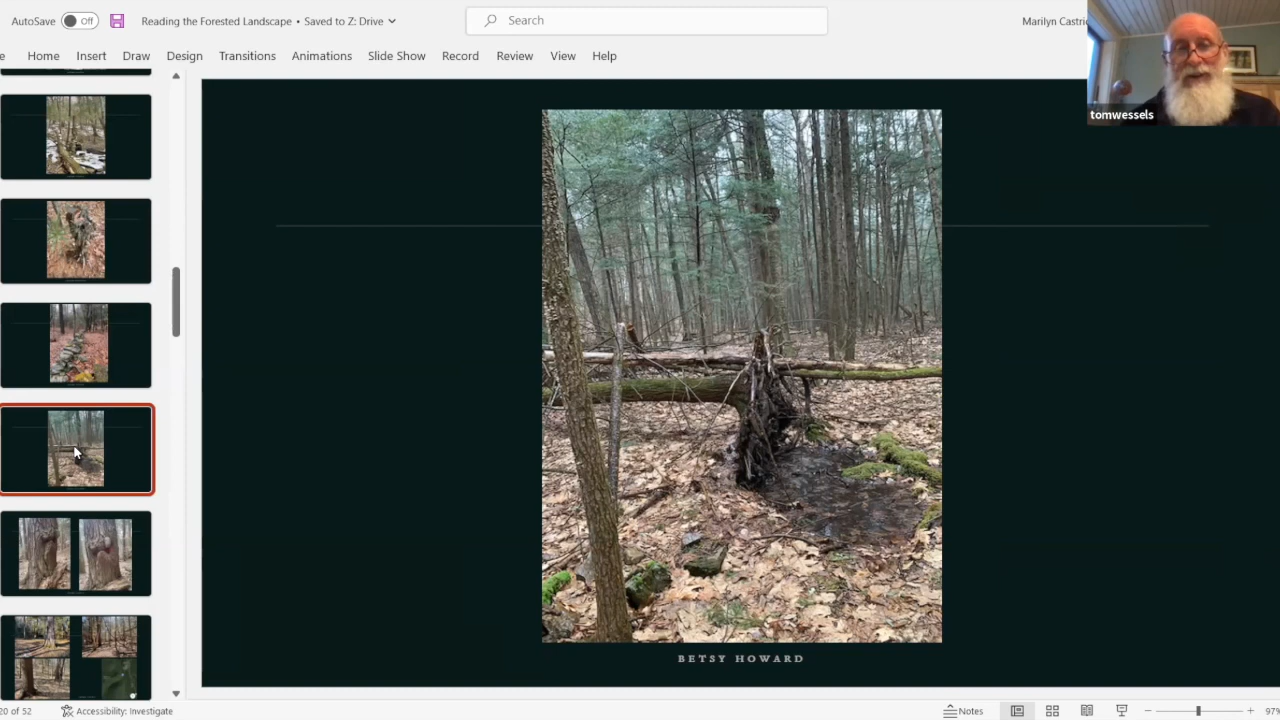 AutoSave Off Reading the Forested Landscape • Saved to Z: Drive Search Marilyn Castri
Home Insert Draw Design Transitions Animations Slide Show Record Review View Help
tomwessels
BETSY HOWARD
20 of 52 Accessibility: Investigate Notes 97%